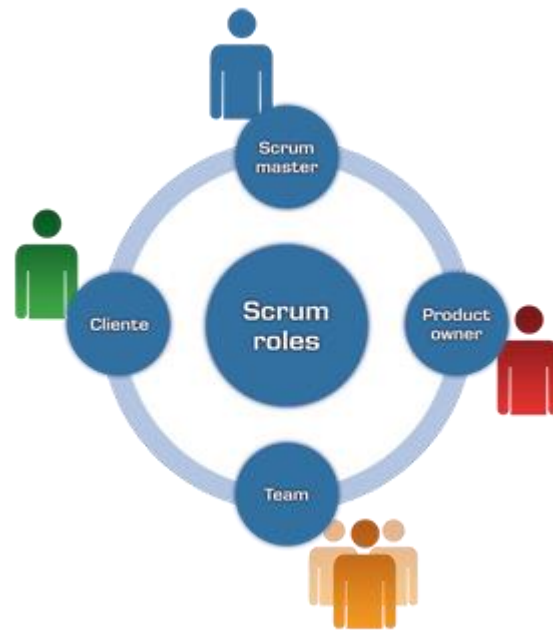 Scrum
master
Cliente
Scrum
roles
Product
owner
Team